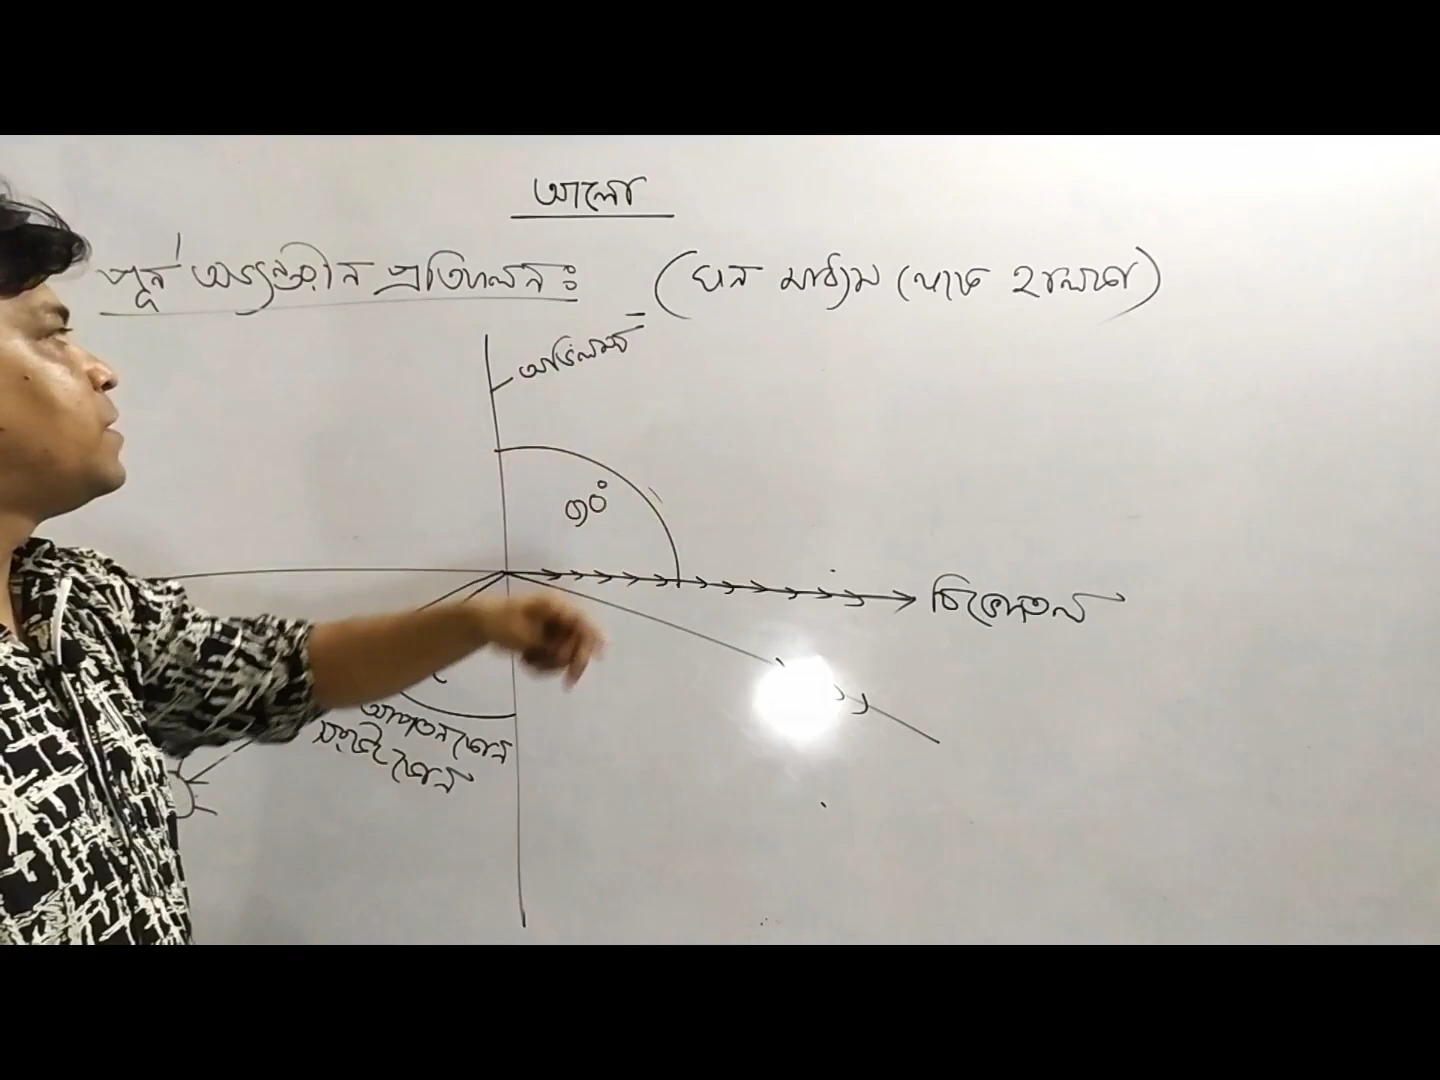 আলো
পূর্ন অভ্যন্তরীন প্রতিফলন ঃ (ঘন মাধ্যম থেকে হালকা)
অভিলম্ব
৯০°
বিভেদতল
আপতন কোন
সংকট কোন